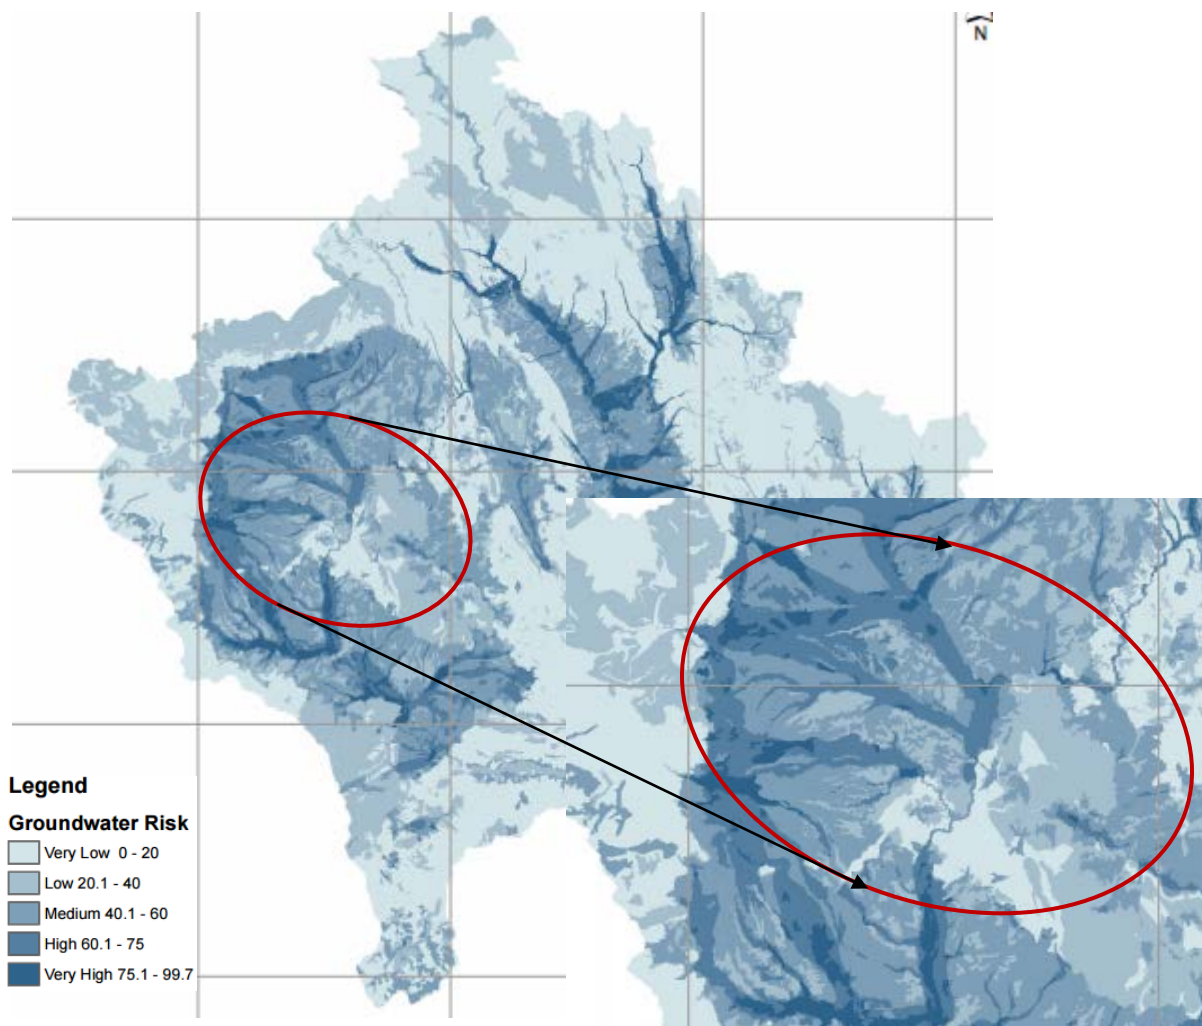 N
Legend
Groundwater Risk
Very Low  0 - 20
Low 20.1 - 40
Medium 40.1 - 60
High 60.1 - 75
Very High 75.1 - 99.7